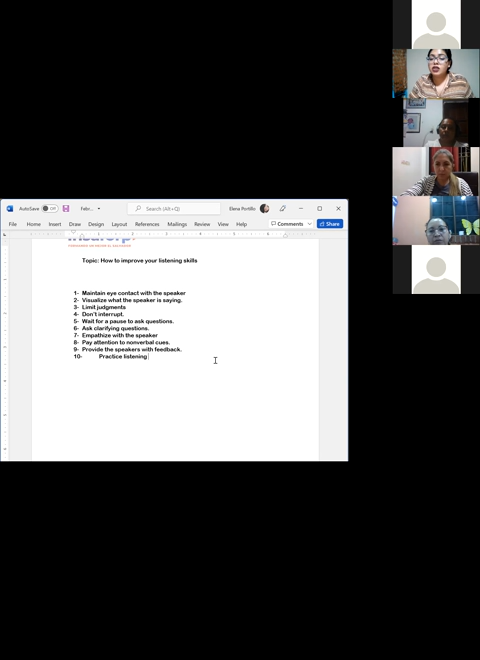 AutoSave Off Felir... Search (Alt+Q) Elena Portillo
File Home Insert Draw Design Layout References Mailings Review View Help Comments Share
Topic: How to improve your listening skills
1- Maintain eye contact with the speaker
2- Visualize what the speaker is saying.
3- Limit judgments
4- Don't interrupt.
5- Wait for a pause to ask questions.
6- Ask clarifying questions.
7- Empathize with the speaker
8- Pay attention to nonverbal cues.
9- Provide the speakers with feedback.
10- Practice listening